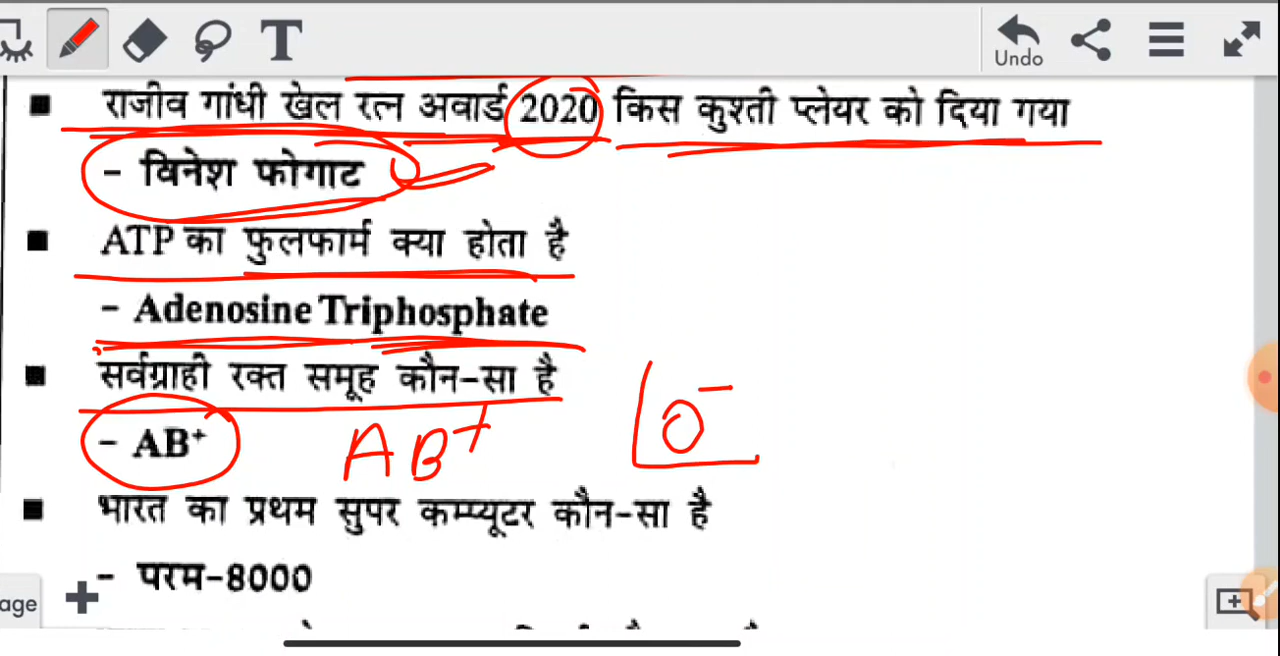 T
Undo
■ राजीव गांधी खेल रत्न अवार्ड 2020 किस कुश्ती प्लेयर को दिया गया
- विनेश फोगाट
■ ATP का फुलफार्म क्या होता है
- Adenosine Triphosphate
■ सर्वग्राही रक्त समूह कौन-सा है
- AB+ AB+ O-
■ भारत का प्रथम सुपर कम्प्यूटर कौन-सा है
- परम-8000
age